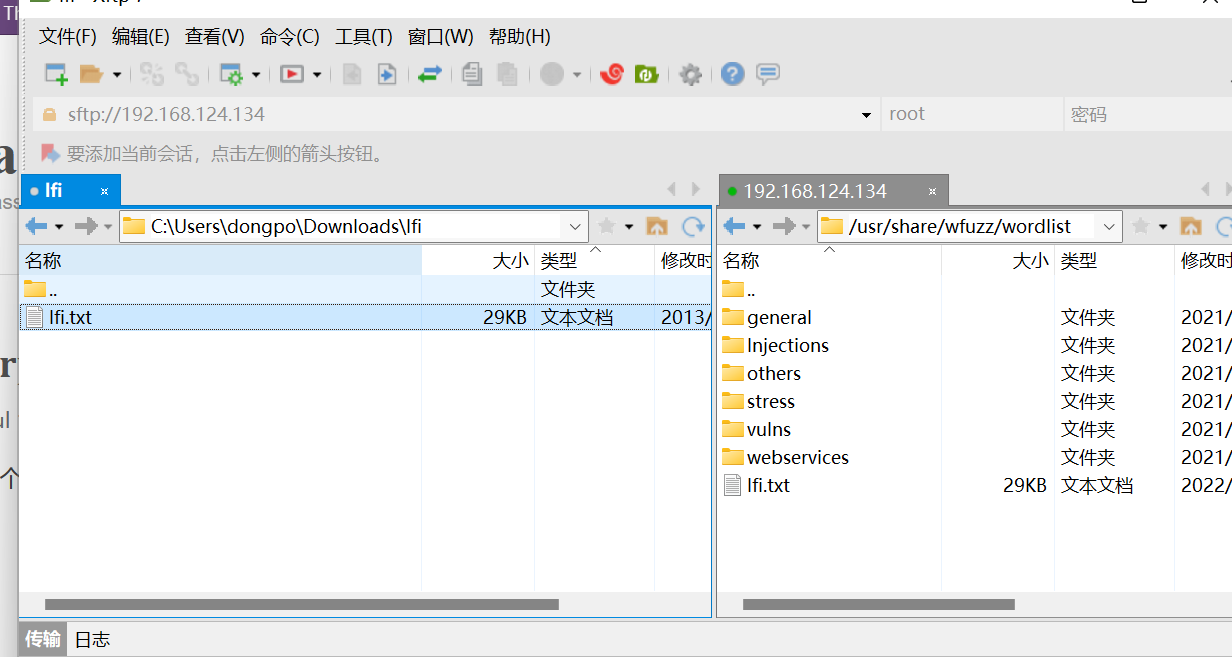 文件(F) 编辑(E) 查看(V) 命令(C) 工具(T) 窗口(W) 帮助(H)
sftp://192.168.124.134 root 密码
要添加当前会话，点击左侧的箭头按钮。
lfi × 192.168.124.134 ×
C:\Users\dongpo\Downloads\lfi /usr/share/wfuzz/wordlist
名称 大小 类型 修改时 名称 大小 类型 修改时
.. 文件夹 ..
lfi.txt 29KB 文本文档 2013/ general 文件夹 2021/
Injections 文件夹 2021/
others 文件夹 2021/
stress 文件夹 2021/
vulns 文件夹 2021/
webservices 文件夹 2021/
lfi.txt 29KB 文本文档 2022/
传输 日志